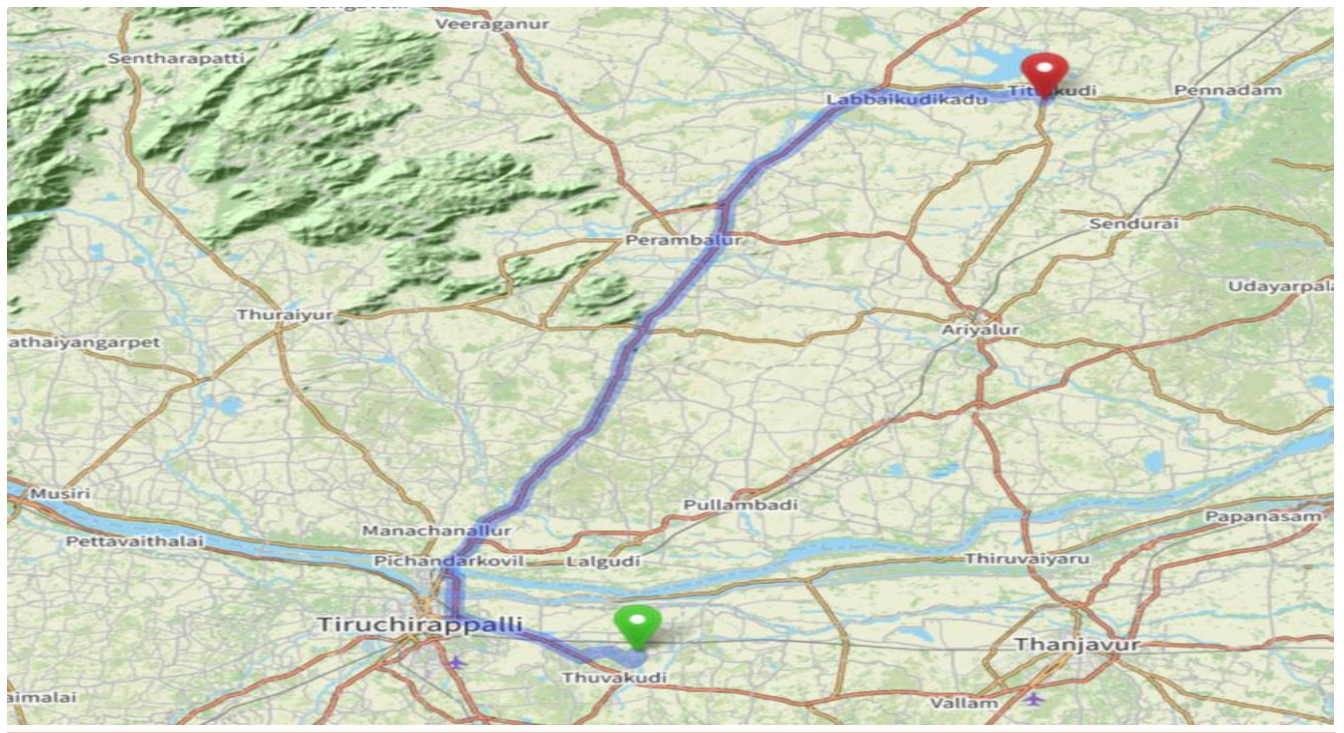 Veeraganur
Sentharapatti
Labbaikudikadu
Pennadam
Sendurai
Perambalur
Udayarpala
Thuraiyur
Ariyalur
athaiyangarpet
Musiri
Pullambadi
Papanasam
Manachanallur
Pettavaithalai
Pichandarkovil
Lalgudi
Thiruvaiyaru
Tiruchirappalli
Thanjavur
Thuvakudi
aimalai
Vallam